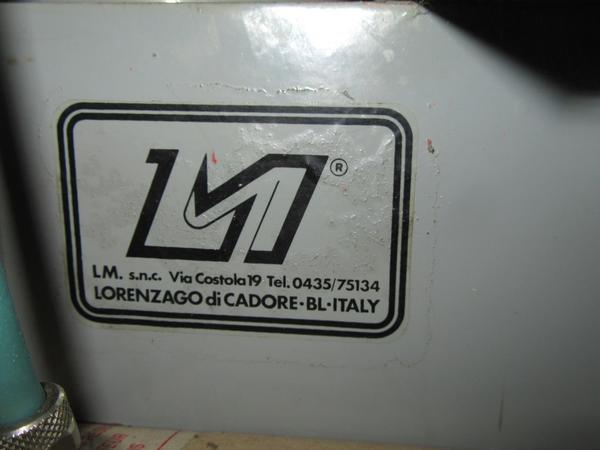 LM®
LM. s.n.c. Via Costola 19 Tel. 0435/75134
LORENZAGO di CADORE·BL·ITALY